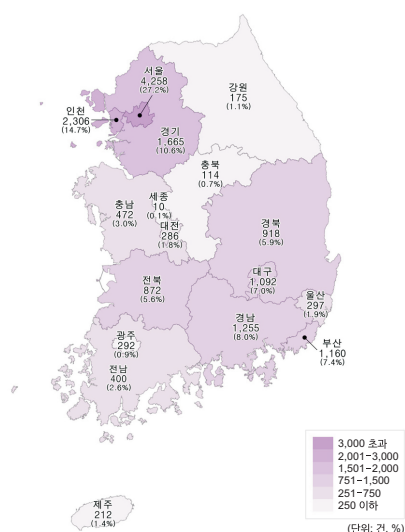 서울
4,258
(27.2%)
강원
175
(1.1%)
인천
2,306
(14.7%)
경기
1,665
(10.6%)
충북
114
(0.7%)
세종
10
(0.1%)
충남
472
(3.0%)
대전
286
(1.8%)
경북
918
(5.9%)
대구
1,092
(7.0%)
전북
872
(5.6%)
울산
297
(1.9%)
경남
1,255
(8.0%)
부산
1,160
(7.4%)
광주
292
(0.9%)
전남
400
(2.6%)
제주
212
(1.4%)
3,000 초과
2,001-3,000
1,501-2,000
751-1,500
251-750
250 이하
(단위: 건, %)